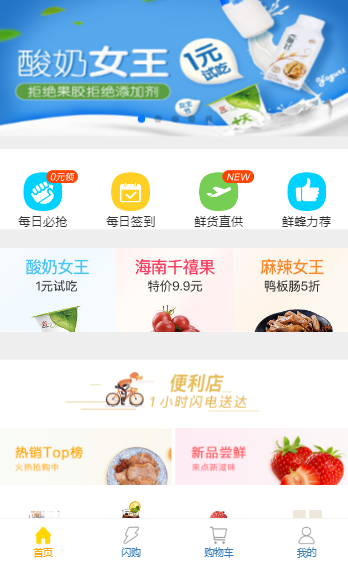 酸奶女王
1元
试吃
拒绝果胶拒绝添加剂
Yogurt
0元领
NEW
每日必抢
每日签到
鲜货直供
鲜蜂力荐
酸奶女王
海南千禧果
麻辣女王
1元试吃
特价9.9元
鸭板肠5折
便利店
1小时闪电送达
热销Top榜
新品尝鲜
火热抢购中
来点新滋味
首页
闪购
购物车
我的